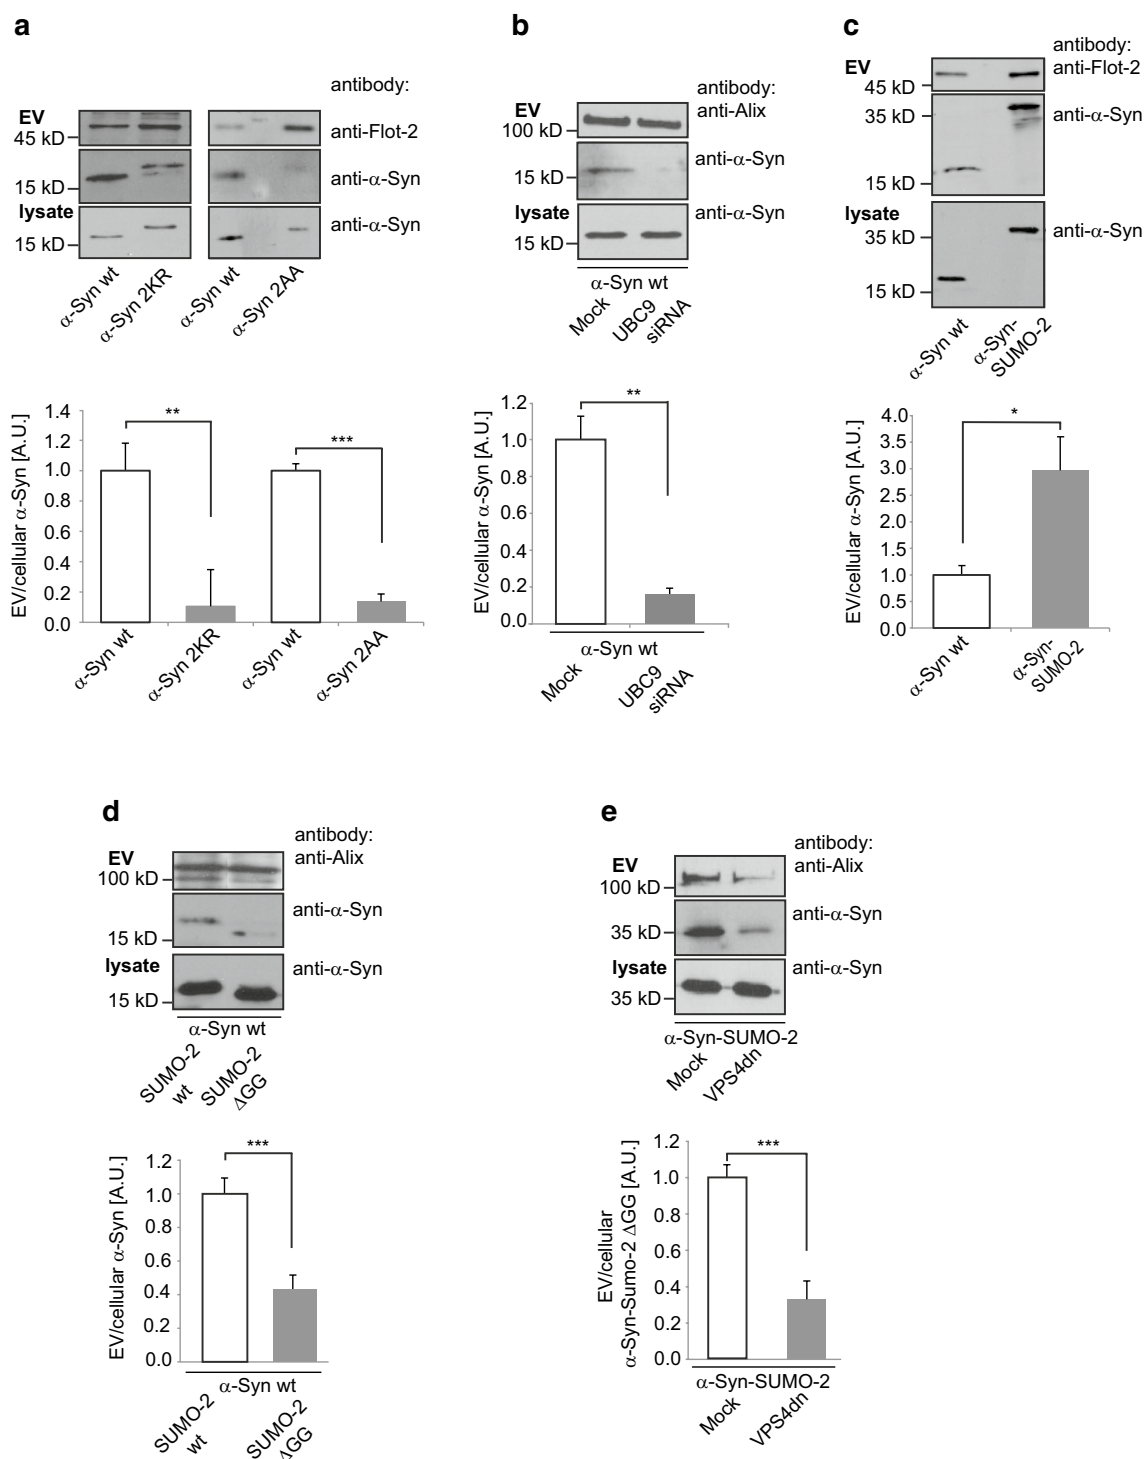 a
antibody:
EV
45 kD
anti-Flot-2
15 kD
anti-α-Syn
lysate
15 kD
anti-α-Syn
α-Syn wt
α-Syn 2KR
α-Syn wt
α-Syn 2AA
EV/cellular α-Syn [A.U.]
1.4
1.2
1.0
0.8
0.6
0.4
0.2
0.0
**
***
α-Syn wt
α-Syn 2KR
α-Syn wt
α-Syn 2AA
b
antibody:
EV
anti-Alix
100 kD
anti-α-Syn
15 kD
lysate
anti-α-Syn
15 kD
α-Syn wt
Mock
UBC9
siRNA
EV/cellular α-Syn [A.U.]
1.2
1.0
0.8
0.6
0.4
0.2
0.0
**
α-Syn wt
Mock
UBC9
siRNA
c
antibody:
EV
anti-Flot-2
45 kD
35 kD
anti-α-Syn
15 kD
lysate
35 kD
anti-α-Syn
15 kD
α-Syn wt
α-Syn-
SUMO-2
EV/cellular α-Syn [A.U.]
4.0
3.5
3.0
2.5
2.0
1.5
1.0
0.5
0.0
*
α-Syn wt
α-Syn-
SUMO-2
d
antibody:
EV
anti-Alix
100 kD
anti-α-Syn
15 kD
lysate
anti-α-Syn
15 kD
α-Syn wt
SUMO-2
wt
SUMO-2
ΔGG
EV/cellular α-Syn [A.U.]
1.2
1.0
0.8
0.6
0.4
0.2
0.0
***
α-Syn wt
SUMO-2
wt
SUMO-2
ΔGG
e
antibody:
EV
anti-Alix
100 kD
anti-α-Syn
35 kD
lysate
anti-α-Syn
35 kD
α-Syn-SUMO-2
Mock
VPS4dn
EV/cellular
α-Syn-Sumo-2 ΔGG [A.U.]
1.2
1.0
0.8
0.6
0.4
0.2
0.0
***
α-Syn-SUMO-2
Mock
VPS4dn